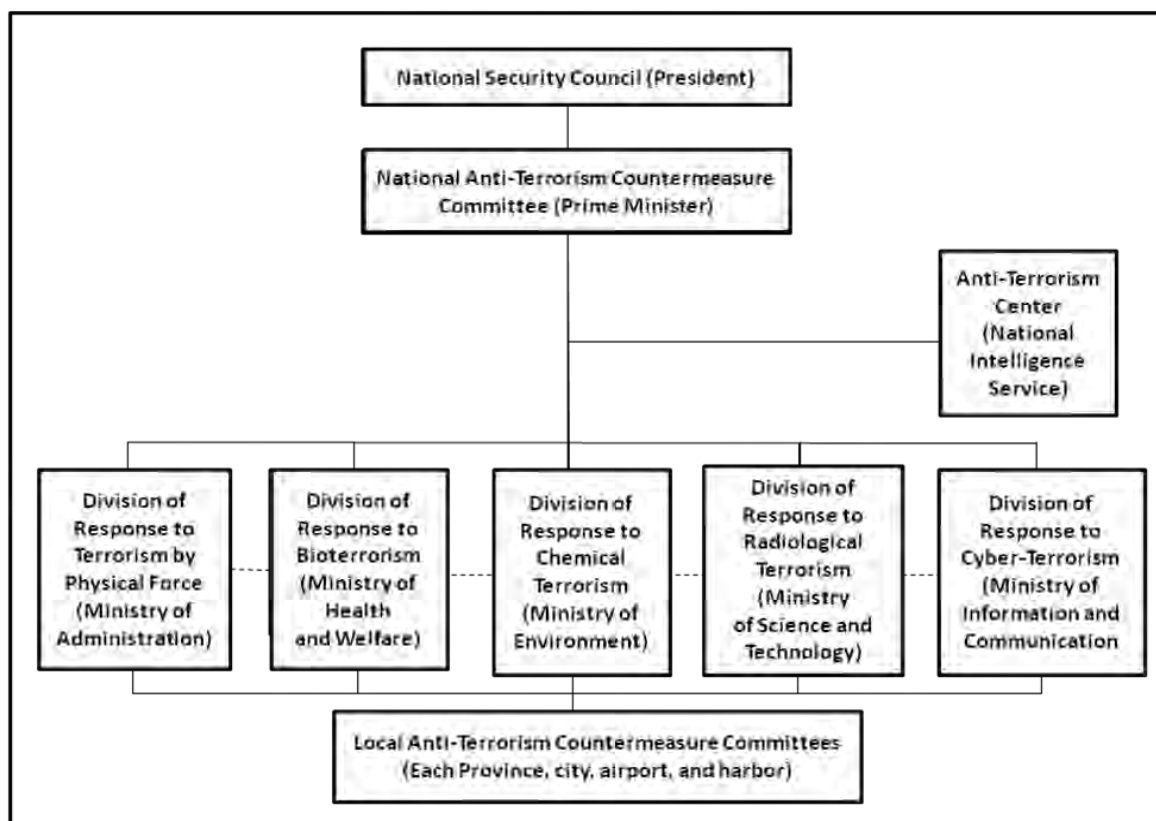 National Security Council (President)
National Anti-Terrorism Countermeasure
Committee (Prime Minister)
Anti-Terrorism
Center
(National
Intelligence
Service)
Division of
Response to
Terrorism by
Physical Force
(Ministry of
Administration)
Division of
Response to
Bioterrorism
(Ministry of
Health
and Welfare)
Division of
Response to
Chemical
Terrorism
(Ministry of
Environment)
Division of
Response to
Radiological
Terrorism
(Ministry
of Science and
Technology)
Division of
Response to
Cyber-Terrorism
(Ministry of
Information and
Communication
Local Anti-Terrorism Countermeasure Committees
(Each Province, city, airport, and harbor)